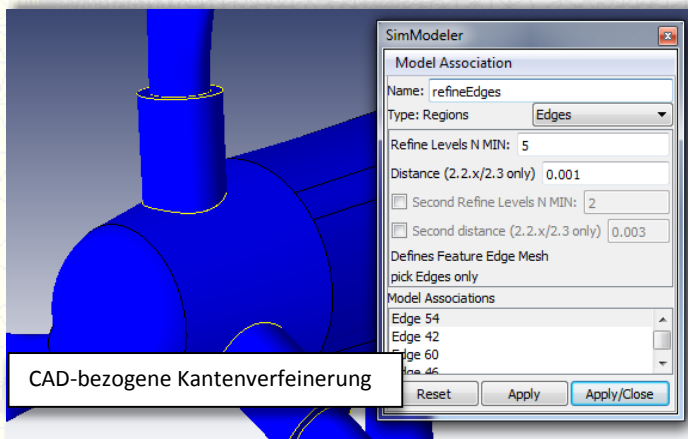 SimModeler
Model Association
Name: refineEdges
Type: Regions Edges
Refine Levels N MIN: 5
Distance (2.2.x/2.3 only) 0.001
Second Refine Levels N MIN: 2
Second distance (2.2.x/2.3 only) 0.003
Defines Feature Edge Mesh
pick Edges only
Model Associations
Edge 54
Edge 42
Edge 60
Edge 46
Reset Apply Apply/Close
CAD-bezogene Kantenverfeinerung